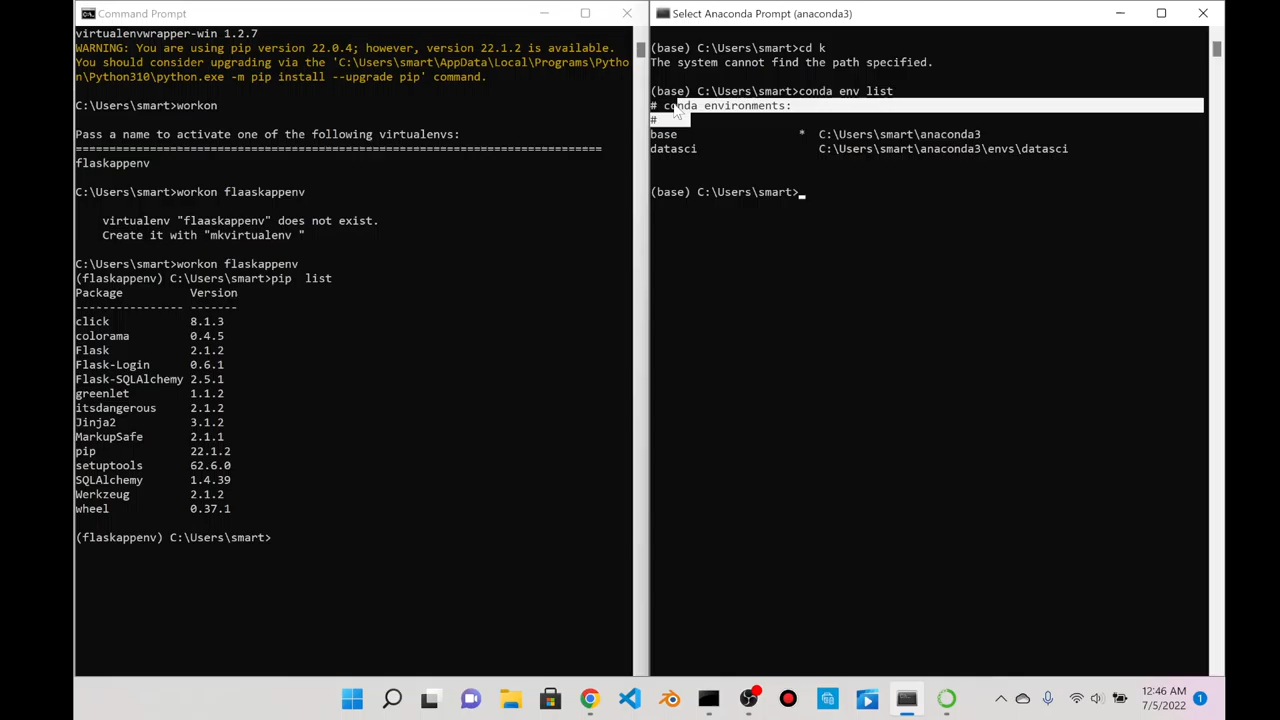 Command Prompt
virtualenvwrapper-win 1.2.7
WARNING: You are using pip version 22.0.4; however, version 22.1.2 is available.
You should consider upgrading via the 'C:\Users\smart\AppData\Local\Programs\Pytho
n\Python310\python.exe -m pip install --upgrade pip' command.
C:\Users\smart>workon
Pass a name to activate one of the following virtualenvs:
==============================================================================
flaskappenv
C:\Users\smart>workon flaaskappenv
virtualenv "flaaskappenv" does not exist.
Create it with "mkvirtualenv "
C:\Users\smart>workon flaskappenv
(flaskappenv) C:\Users\smart>pip  list
Package Version
---------------- -------
click 8.1.3
colorama 0.4.5
Flask 2.1.2
Flask-Login 0.6.1
Flask-SQLAlchemy 2.5.1
greenlet 1.1.2
itsdangerous 2.1.2
Jinja2 3.1.2
MarkupSafe 2.1.1
pip 22.1.2
setuptools 62.6.0
SQLAlchemy 1.4.39
Werkzeug 2.1.2
wheel 0.37.1
(flaskappenv) C:\Users\smart>
Select Anaconda Prompt (anaconda3)
(base) C:\Users\smart>cd k
The system cannot find the path specified.
(base) C:\Users\smart>conda env list
# conda environments:
#
base * C:\Users\smart\anaconda3
datasci C:\Users\smart\anaconda3\envs\datasci
(base) C:\Users\smart>
12:46 AM
7/5/2022
1